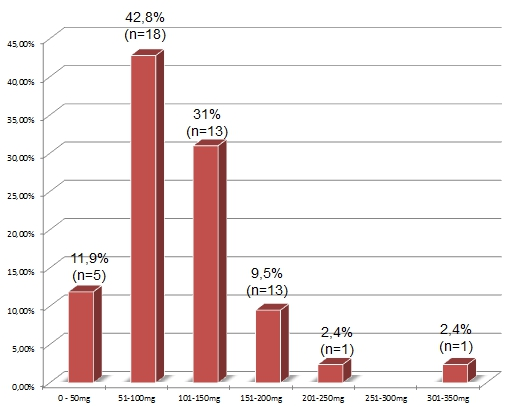 42,8%
(n=18)
45,00%
40,00%
31%
(n=13)
35,00%
30,00%
25,00%
20,00%
11,9%
(n=5)
9,5%
(n=13)
15,00%
10,00%
2,4%
(n=1)
2,4%
(n=1)
5,00%
0,00%
0 - 50mg 51-100mg 101-150mg 151-200mg 201-250mg 251-300mg 301-350mg